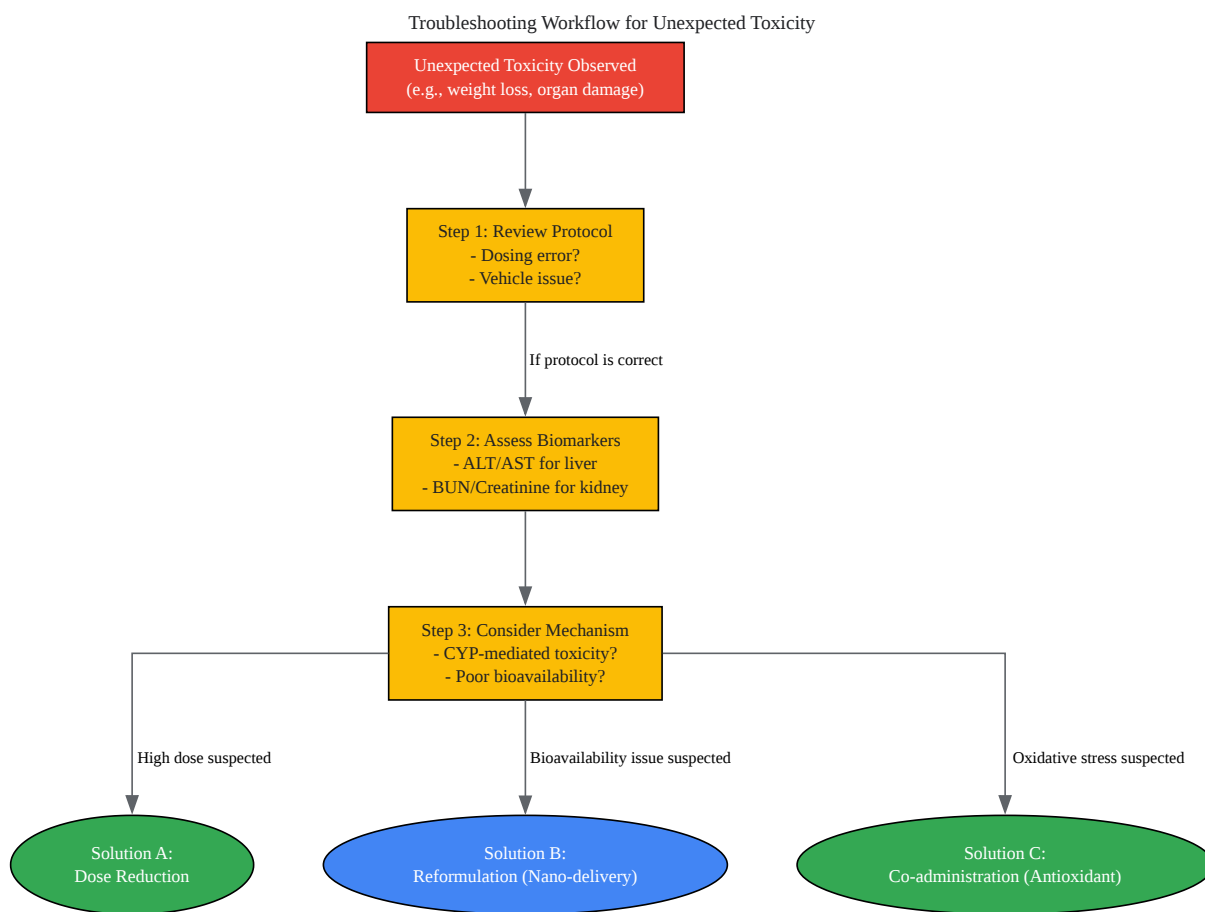 Troubleshooting Workflow for Unexpected Toxicity
Unexpected Toxicity Observed
(e.g., weight loss, organ damage)
Step 1: Review Protocol
- Dosing error?
- Vehicle issue?
If protocol is correct
Step 2: Assess Biomarkers
- ALT/AST for liver
- BUN/Creatinine for kidney
Step 3: Consider Mechanism
- CYP-mediated toxicity?
- Poor bioavailability?
High dose suspected
Bioavailability issue suspected
Oxidative stress suspected
Solution A:
Dose Reduction
Solution B:
Reformulation (Nano-delivery)
Solution C:
Co-administration (Antioxidant)